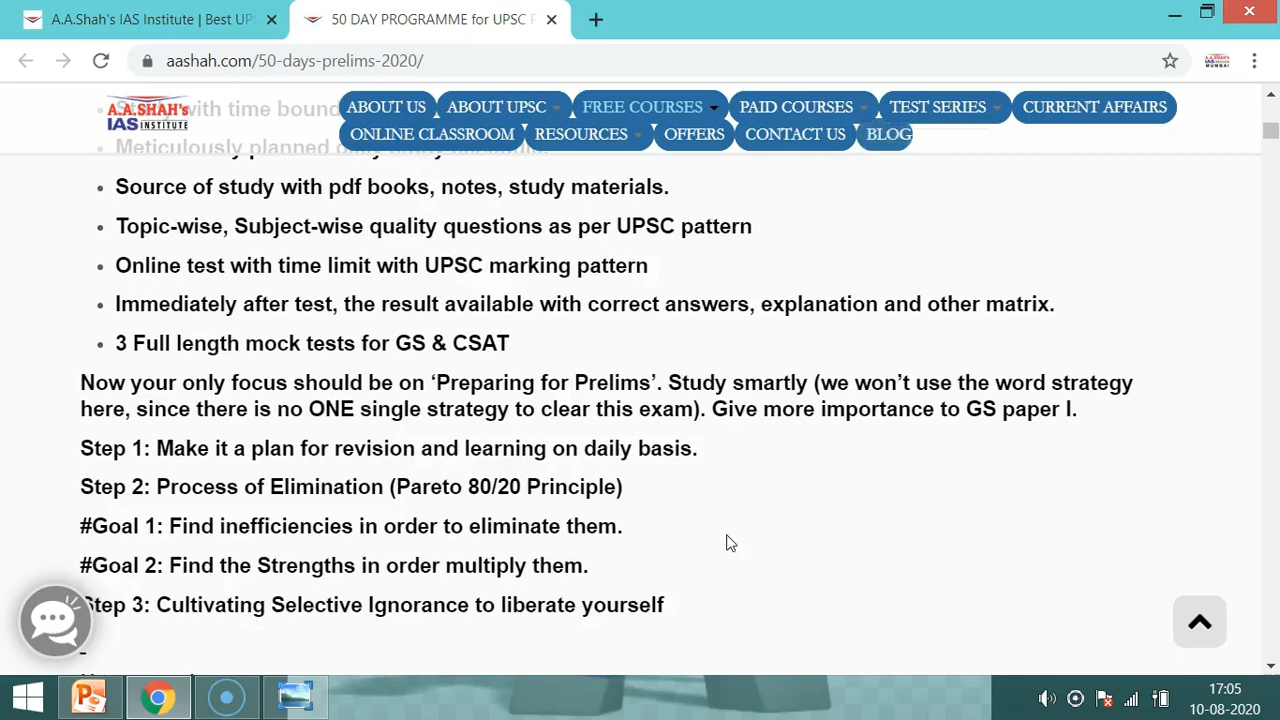 A.A.Shah's IAS Institute | Best UPS
50 DAY PROGRAMME for UPSC P
aashah.com/50-days-prelims-2020/
A.A.SHAH'S
IAS INSTITUTE
ABOUT US
ABOUT UPSC
FREE COURSES
PAID COURSES
TEST SERIES
CURRENT AFFAIRS
ONLINE CLASSROOM
RESOURCES
OFFERS
CONTACT US
BLOG
with time bound
Meticulously planned
Source of study with pdf books, notes, study materials.
Topic-wise, Subject-wise quality questions as per UPSC pattern
Online test with time limit with UPSC marking pattern
Immediately after test, the result available with correct answers, explanation and other matrix.
3 Full length mock tests for GS & CSAT
Now your only focus should be on ‘Preparing for Prelims’. Study smartly (we won’t use the word strategy
here, since there is no ONE single strategy to clear this exam). Give more importance to GS paper I.
Step 1: Make it a plan for revision and learning on daily basis.
Step 2: Process of Elimination (Pareto 80/20 Principle)
#Goal 1: Find inefficiencies in order to eliminate them.
#Goal 2: Find the Strengths in order multiply them.
Step 3: Cultivating Selective Ignorance to liberate yourself
-
17:05
10-08-2020